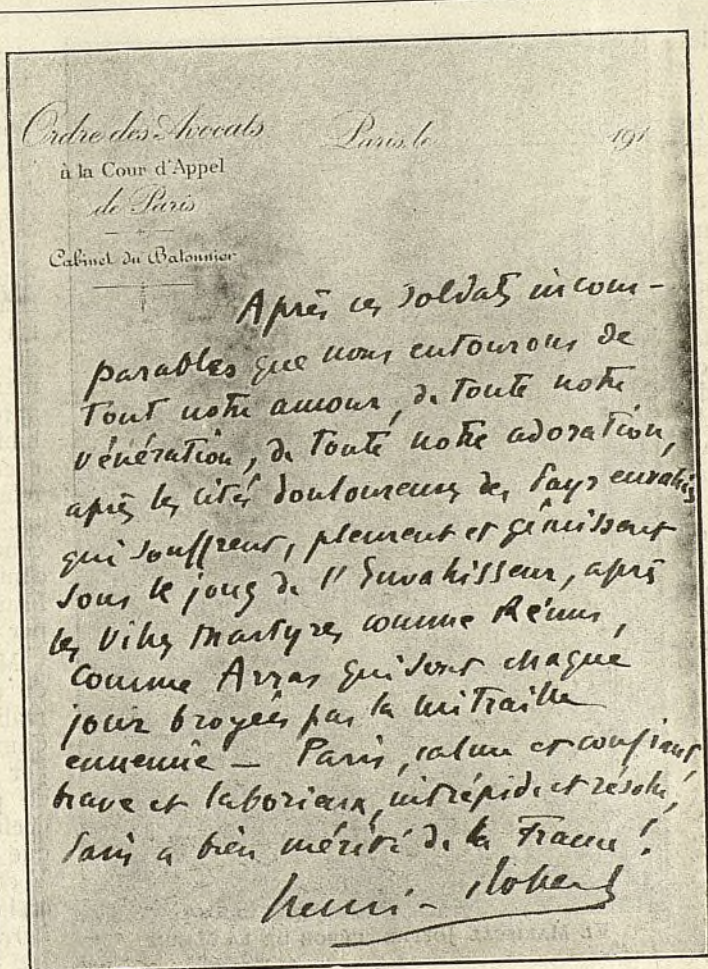 Ordre des Avocats
à la Cour d'Appel
de Paris
Cabinet du Batonnier
Paris, le 191
Après ces soldats incom-
parables que nous entourons de
tout notre amour, de toute notre
vénération, de toute notre adoration,
après les cités douloureuses des pays envahis
qui souffrent, pleurent et gémissent
sous le joug de l'Envahisseur, après
les villes martyres comme Reims,
comme Arras qui sont chaque
jour broyées par la mitraille
ennemie — Paris, calme et confiant,
brave et laborieux, intrépide et résolu,
Paris a bien mérité de la France !
Henri-Robert